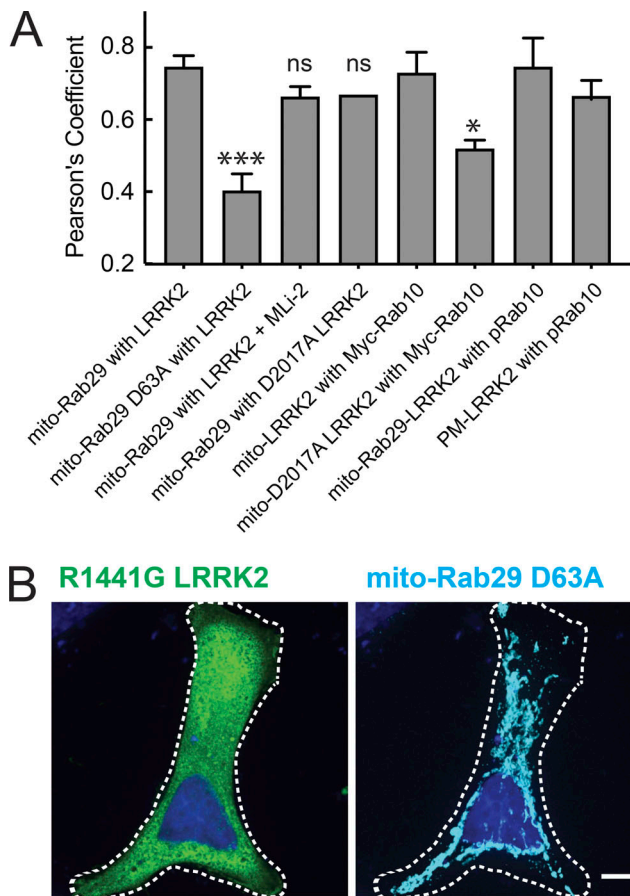 A
Pearson's Coefficient
0.8
0.6
0.4
0.2
***
ns
ns
*
mito-Rab29 with LRRK2
mito-Rab29 D63A with LRRK2
mito-Rab29 with LRRK2 + MLi-2
mito-Rab29 with D2017A LRRK2
mito-LRRK2 with Myc-Rab10
mito-D2017A LRRK2 with Myc-Rab10
mito-Rab29-LRRK2 with pRab10
PM-LRRK2 with pRab10
B
R1441G LRRK2
mito-Rab29 D63A